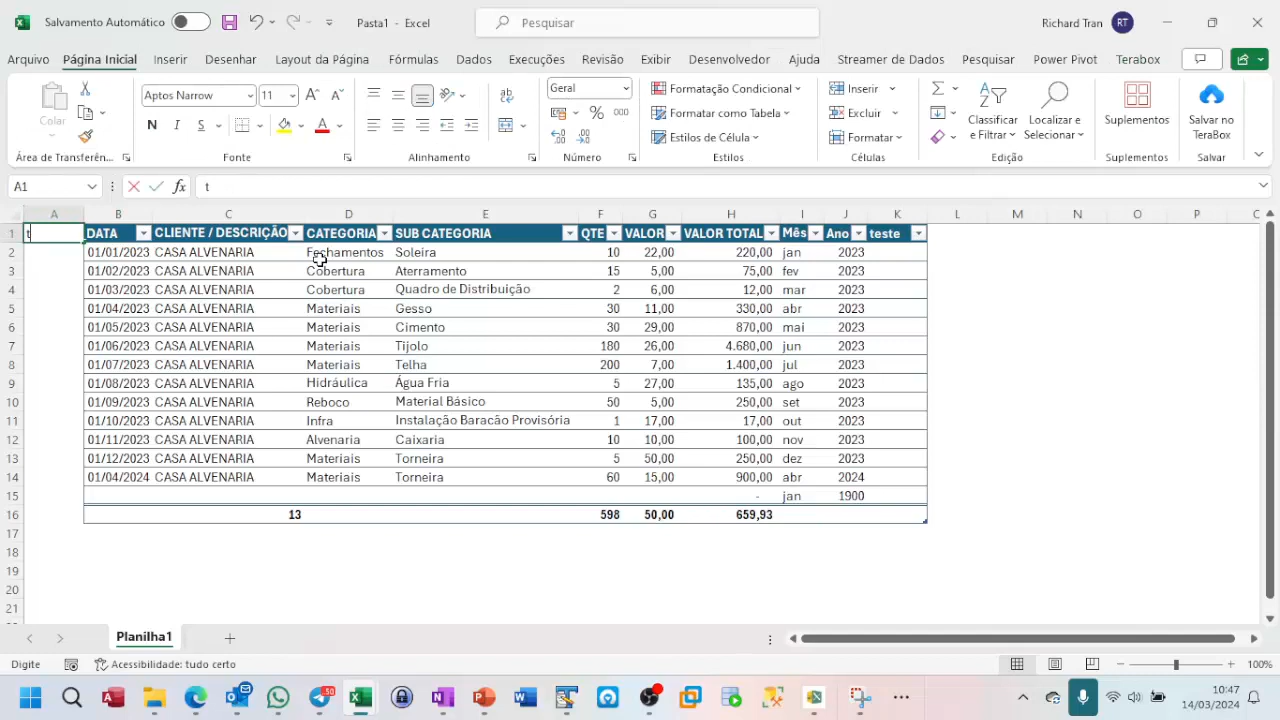 Salvamento Automático
Pasta1 - Excel
Pesquisar
Richard Tran
RT
Arquivo Página Inicial Inserir Desenhar Layout da Página Fórmulas Dados Exibições Revisão Exibir Desenvolvedor Ajuda Streamer de Dados Pesquisar Power Pivot Terabox
Colar
Aptos Narrow 11
N I S
Geral
% 000
Formatação Condicional
Formatar como Tabela
Estilos de Célula
Inserir
Excluir
Formatar
Classificar e Filtrar
Localizar e Selecionar
Suplementos
Salvar no TeraBox
Área de Transferên... Fonte Alinhamento Número Estilos Células Edição Suplementos Salvar
A1 fx t
A B C D E F G H I J K L M N O P C
1 t DATA CLIENTE / DESCRIÇÃO CATEGORIA SUB CATEGORIA QTE VALOR VALOR TOTAL Mês Ano teste
2 01/01/2023 CASA ALVENARIA Fechamentos Soleira 10 22,00 220,00 jan 2023
3 01/02/2023 CASA ALVENARIA Cobertura Aterramento 15 5,00 75,00 fev 2023
4 01/03/2023 CASA ALVENARIA Cobertura Quadro de Distribuição 2 6,00 12,00 mar 2023
5 01/04/2023 CASA ALVENARIA Materiais Gesso 30 11,00 330,00 abr 2023
6 01/05/2023 CASA ALVENARIA Materiais Cimento 30 29,00 870,00 mai 2023
7 01/06/2023 CASA ALVENARIA Materiais Tijolo 180 26,00 4.680,00 jun 2023
8 01/07/2023 CASA ALVENARIA Materiais Telha 200 7,00 1.400,00 jul 2023
9 01/08/2023 CASA ALVENARIA Hidráulica Água Fria 5 27,00 135,00 ago 2023
10 01/09/2023 CASA ALVENARIA Reboco Material Básico 50 5,00 250,00 set 2023
11 01/10/2023 CASA ALVENARIA Infra Instalação Baracão Provisória 1 17,00 17,00 out 2023
12 01/11/2023 CASA ALVENARIA Alvenaria Caixaria 10 10,00 100,00 nov 2023
13 01/12/2023 CASA ALVENARIA Materiais Torneira 5 50,00 250,00 dez 2023
14 01/04/2024 CASA ALVENARIA Materiais Torneira 60 15,00 900,00 abr 2024
15 - jan 1900
16 13 598 50,00 659,93
17
18
19
20
21
Planilha1
Digite
Acessibilidade: tudo certo
100%
10:47
14/03/2024